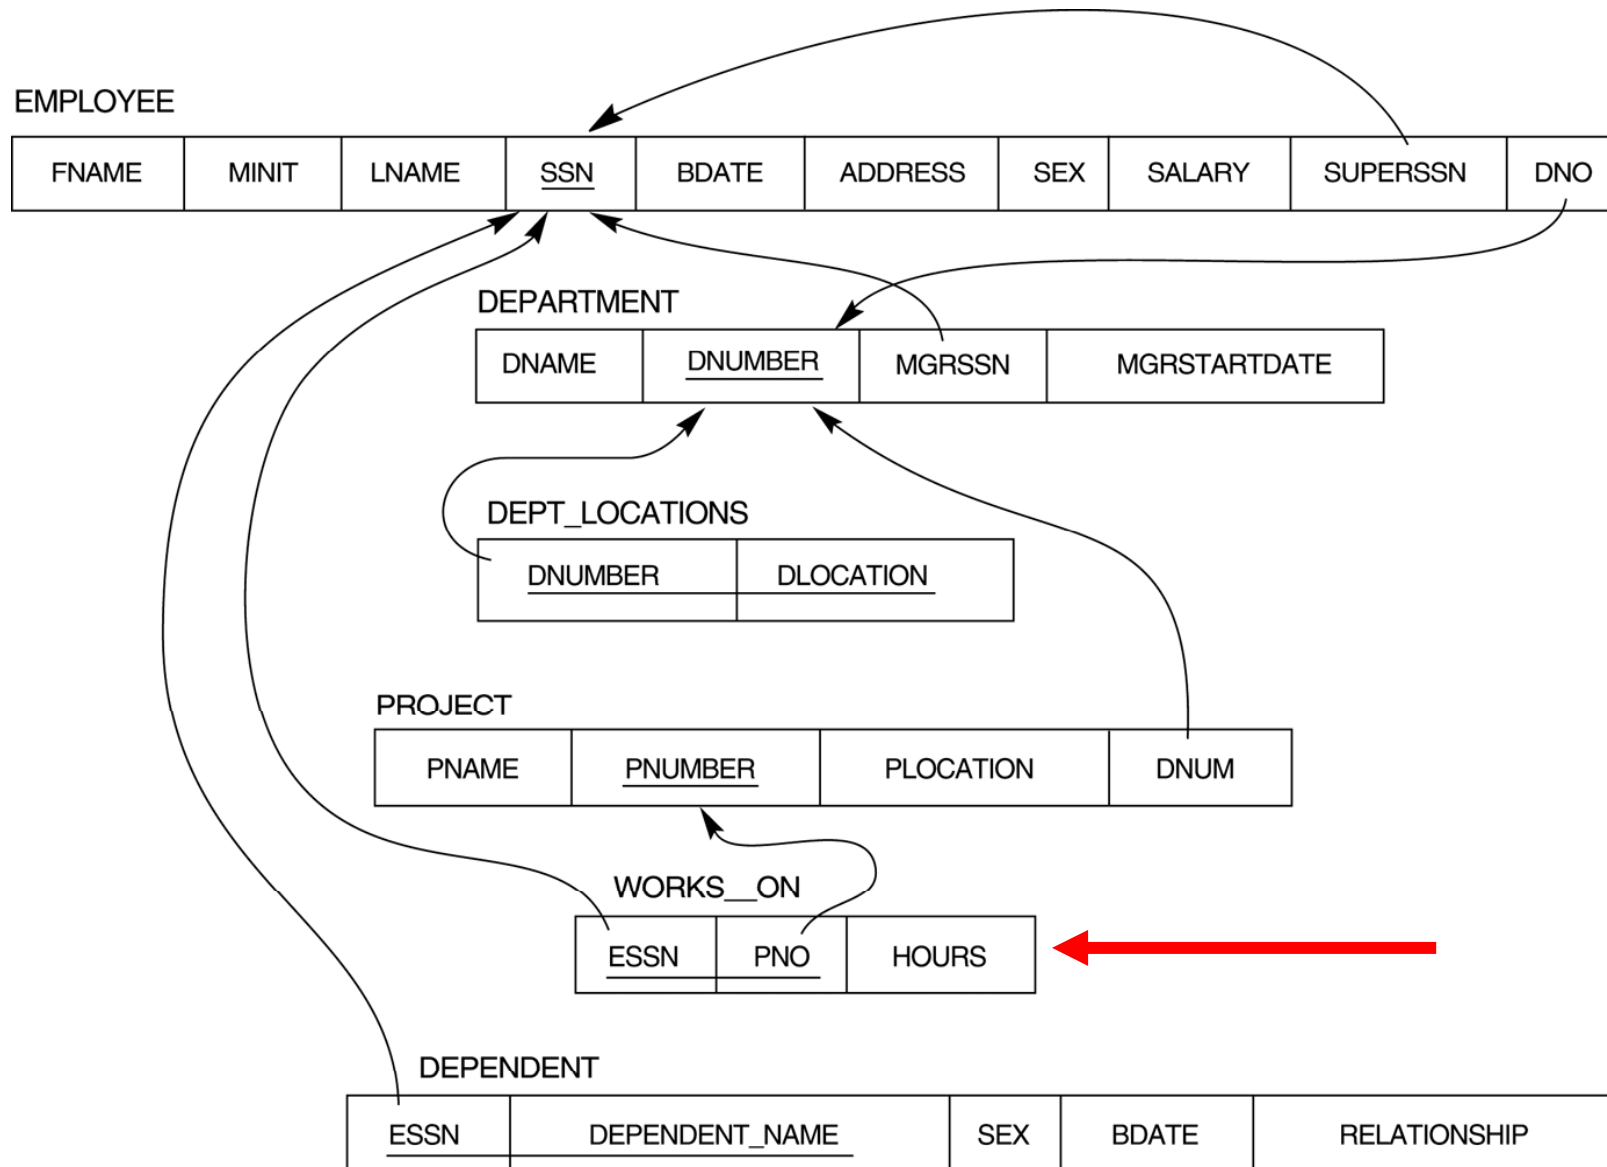 EMPLOYEE
FNAME MINIT LNAME SSN BDATE ADDRESS SEX SALARY SUPERSSN DNO
DEPARTMENT
DNAME DNUMBER MGRSSN MGRSTARTDATE
DEPT_LOCATIONS
DNUMBER DLOCATION
PROJECT
PNAME PNUMBER PLOCATION DNUM
WORKS__ON
ESSN PNO HOURS
DEPENDENT
ESSN DEPENDENT_NAME SEX BDATE RELATIONSHIP